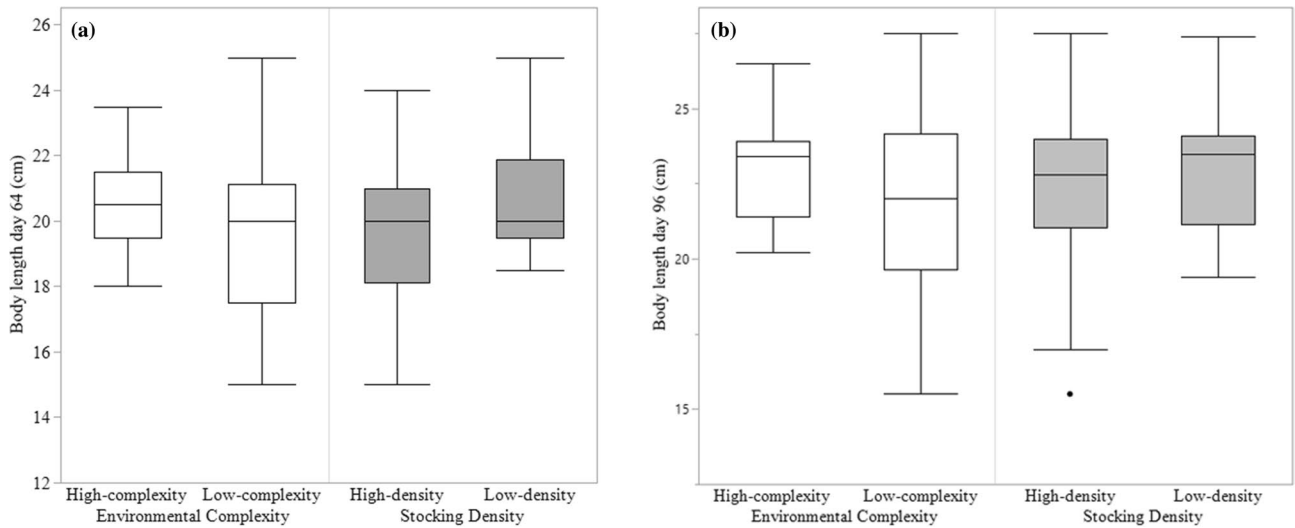 (a)
Body length day 64 (cm)
26
24
22
20
18
16
14
12
High-complexity Low-complexity High-density Low-density
Environmental Complexity Stocking Density
(b)
Body length day 96 (cm)
25
20
15
High-complexity Low-complexity High-density Low-density
Environmental Complexity Stocking Density